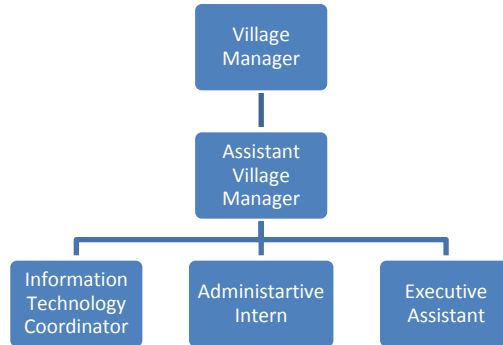 Village
Manager
Assistant
Village
Manager
Information
Technology
Coordinator
Administartive
Intern
Executive
Assistant